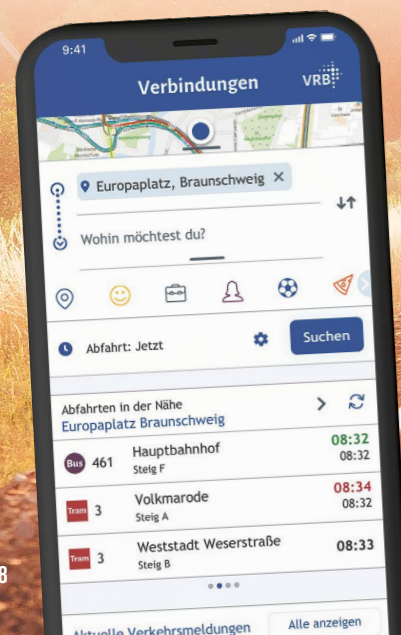 9:41
Verbindungen
VRB
Europaplatz, Braunschweig ×
Wohin möchtest du?
Abfahrt: Jetzt
Suchen
Abfahrten in der Nähe
Europaplatz Braunschweig
Bus 461 Hauptbahnhof 08:32
Steig F 08:32
Tram 3 Volkmarode 08:34
Steig A 08:32
Tram 3 Weststadt Weserstraße 08:33
Steig B
8
Aktuelle Verkehrsmeldungen
Alle anzeigen